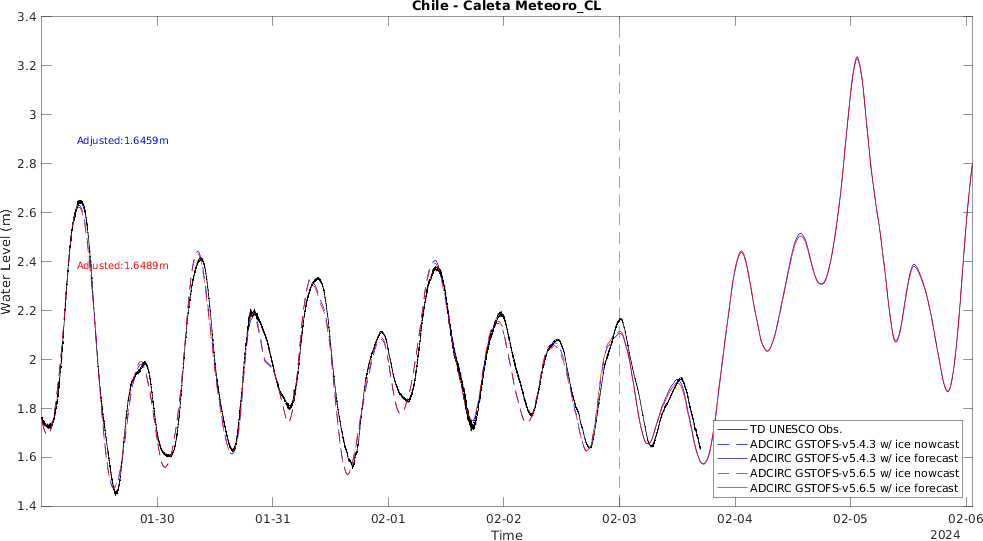 Chile - Caleta Meteoro_CL
3.4
3.2
3
2.8
2.6
2.4
2.2
2
1.8
1.6
1.4
Water Level (m)
Adjusted:1.6459m
Adjusted:1.6489m
TD UNESCO Obs.
ADCIRC GSTOFS-v5.4.3 w/ ice nowcast
ADCIRC GSTOFS-v5.4.3 w/ ice forecast
ADCIRC GSTOFS-v5.6.5 w/ ice nowcast
ADCIRC GSTOFS-v5.6.5 w/ ice forecast
01-30
01-31
02-01
02-02
02-03
02-04
02-05
02-06
Time
2024